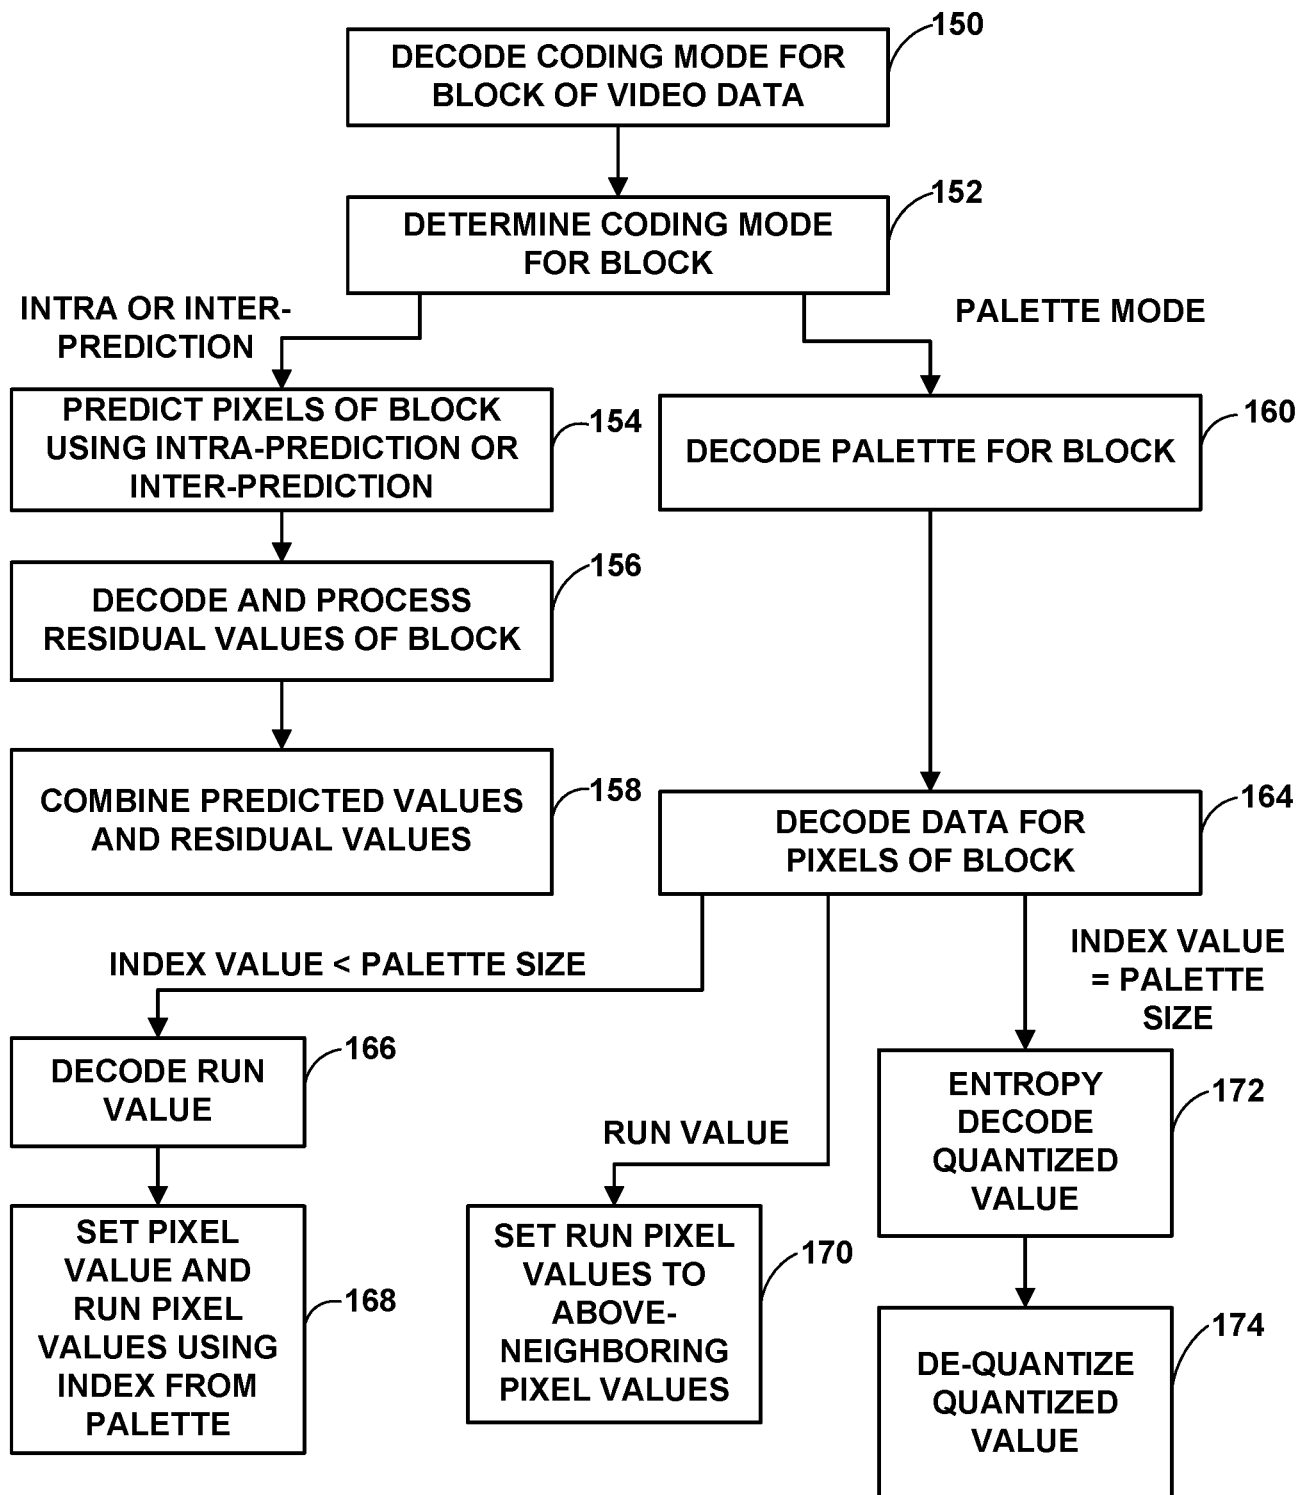 150
DECODE CODING MODE FOR
BLOCK OF VIDEO DATA
152
DETERMINE CODING MODE
FOR BLOCK
INTRA OR INTER-
PREDICTION
PALETTE MODE
PREDICT PIXELS OF BLOCK
USING INTRA-PREDICTION OR
INTER-PREDICTION
154
DECODE PALETTE FOR BLOCK
160
DECODE AND PROCESS
RESIDUAL VALUES OF BLOCK
156
COMBINE PREDICTED VALUES
AND RESIDUAL VALUES
158
DECODE DATA FOR
PIXELS OF BLOCK
164
INDEX VALUE < PALETTE SIZE
INDEX VALUE
= PALETTE
SIZE
DECODE RUN
VALUE
166
RUN VALUE
ENTROPY
DECODE
QUANTIZED
VALUE
172
SET PIXEL
VALUE AND
RUN PIXEL
VALUES USING
INDEX FROM
PALETTE
168
SET RUN PIXEL
VALUES TO
ABOVE-
NEIGHBORING
PIXEL VALUES
170
DE-QUANTIZE
QUANTIZED
VALUE
174